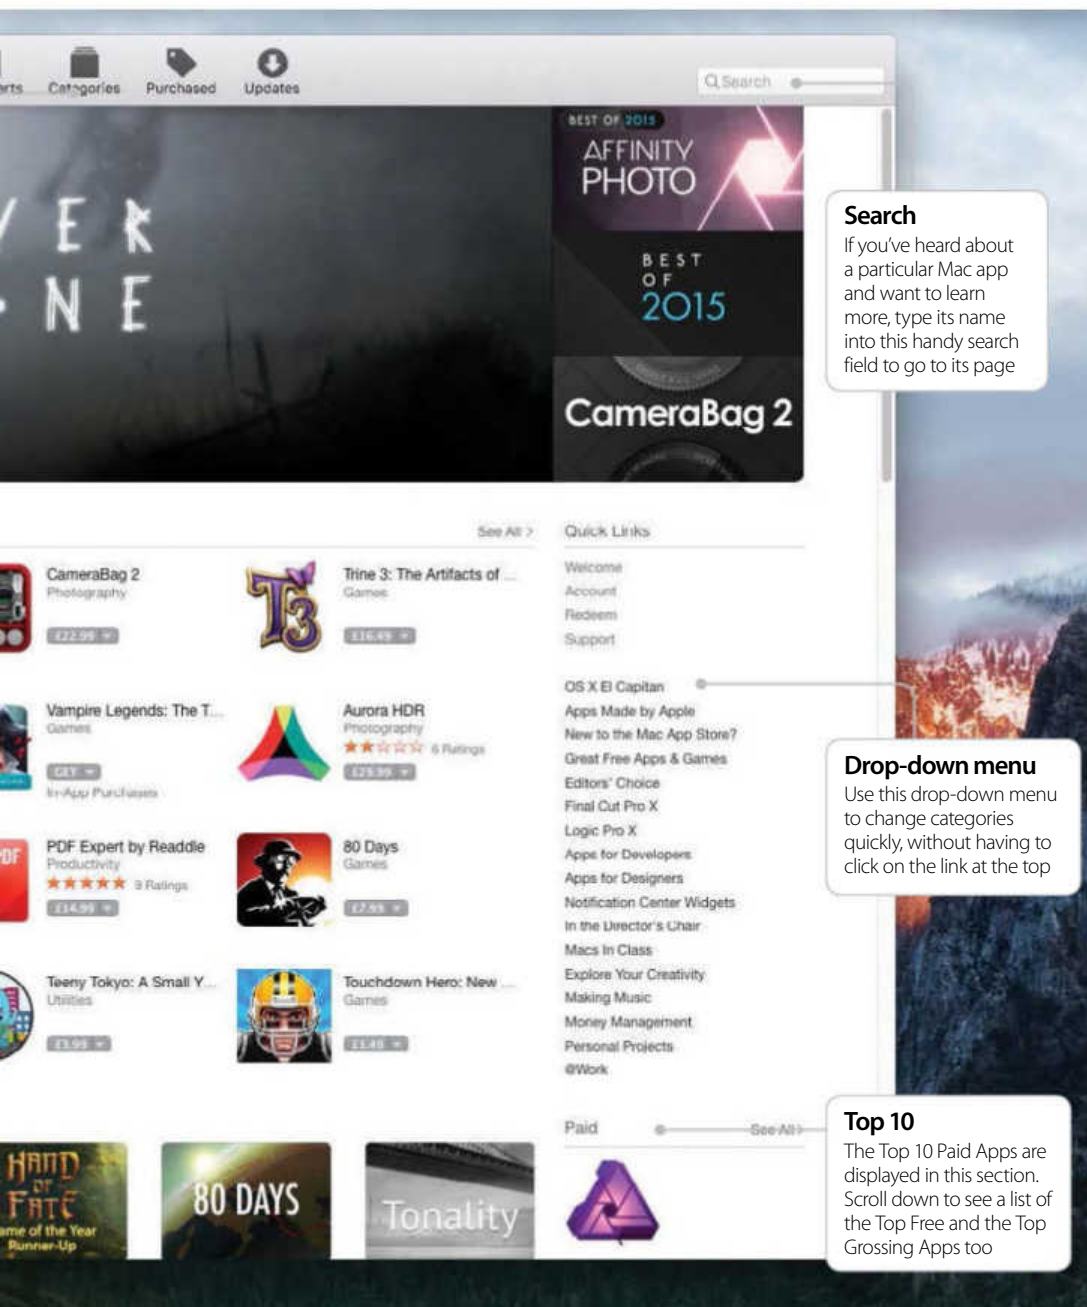 Categories
Purchased
Updates
Search
BEST OF 2015
AFFINITY
PHOTO
VER
NE
BEST
OF
2015
CameraBag 2
Search
If you've heard about
a particular Mac app
and want to learn
more, type its name
into this handy search
field to go to its page
See All >
CameraBag 2
Photography
£22.99
Trine 3: The Artifacts of ...
Games
£16.49
Vampire Legends: The T...
Games
GET
In-App Purchases
Aurora HDR
Photography
6 Ratings
£29.99
PDF
PDF Expert by Readdle
Productivity
9 Ratings
£14.99
80 Days
Games
£7.99
Teeny Tokyo: A Small Y...
Utilities
£3.99
Touchdown Hero: New ...
Games
£1.49
Quick Links
Welcome
Account
Redeem
Support
OS X El Capitan
Apps Made by Apple
New to the Mac App Store?
Great Free Apps & Games
Editors' Choice
Final Cut Pro X
Logic Pro X
Apps for Developers
Apps for Designers
Notification Center Widgets
In the Director's Chair
Macs In Class
Explore Your Creativity
Making Music
Money Management
Personal Projects
@Work
Drop-down menu
Use this drop-down menu
to change categories
quickly, without having to
click on the link at the top
Paid
See All >
Top 10
The Top 10 Paid Apps are
displayed in this section.
Scroll down to see a list of
the Top Free and the Top
Grossing Apps too
HAND
OF
FATE
ame of the Year
Runner-Up
80 DAYS
Tonality